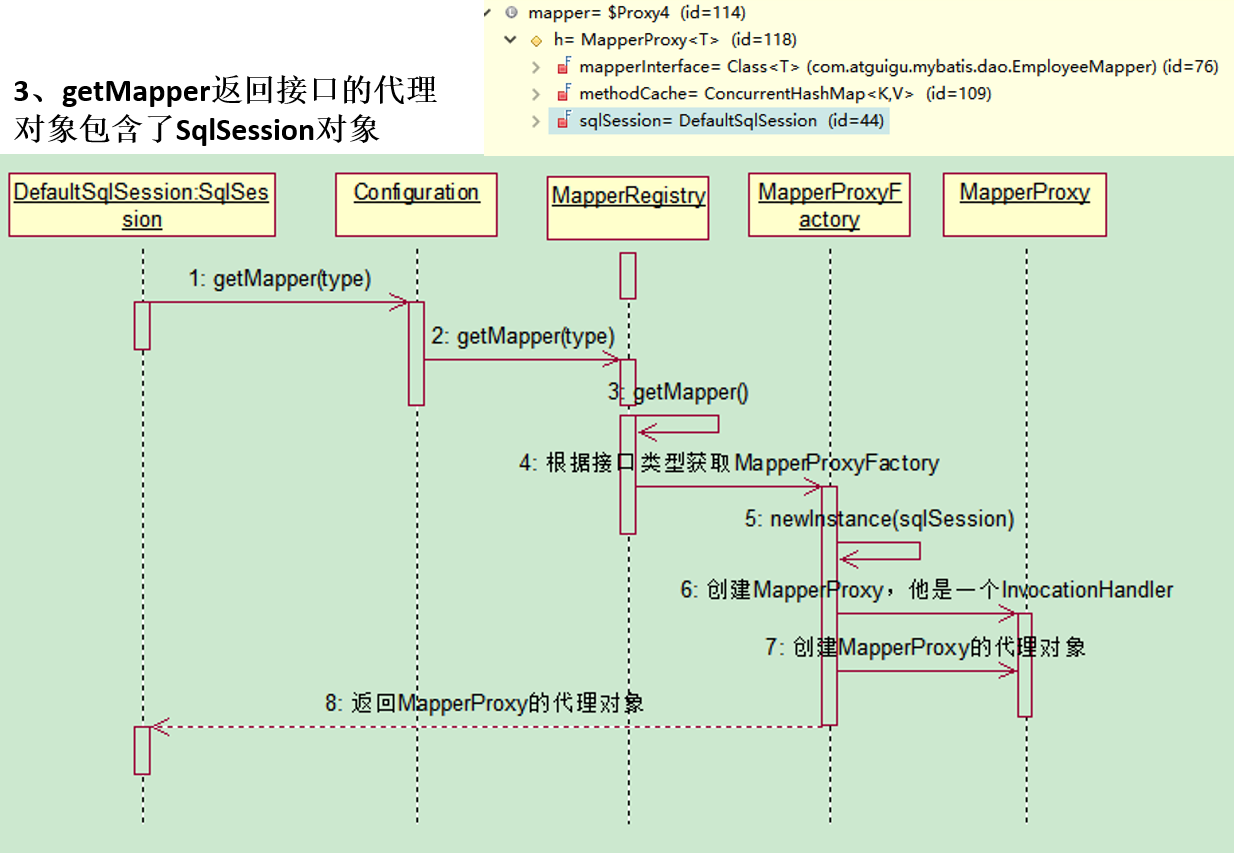 3、getMapper返回接口的代理
对象包含了SqlSession对象
mapper= $Proxy4 (id=114)
h= MapperProxy<T> (id=118)
mapperInterface= Class<T> (com.atguigu.mybatis.dao.EmployeeMapper) (id=76)
methodCache= ConcurrentHashMap<K,V> (id=109)
sqlSession= DefaultSqlSession (id=44)
DefaultSqlSession:SqlSes
sion
Configuration
MapperRegistry
MapperProxyF
actory
MapperProxy
1: getMapper(type)
2: getMapper(type)
3: getMapper()
4: 根据接口类型获取MapperProxyFactory
5: newInstance(sqlSession)
6: 创建MapperProxy，他是一个InvocationHandler
7: 创建MapperProxy的代理对象
8: 返回MapperProxy的代理对象